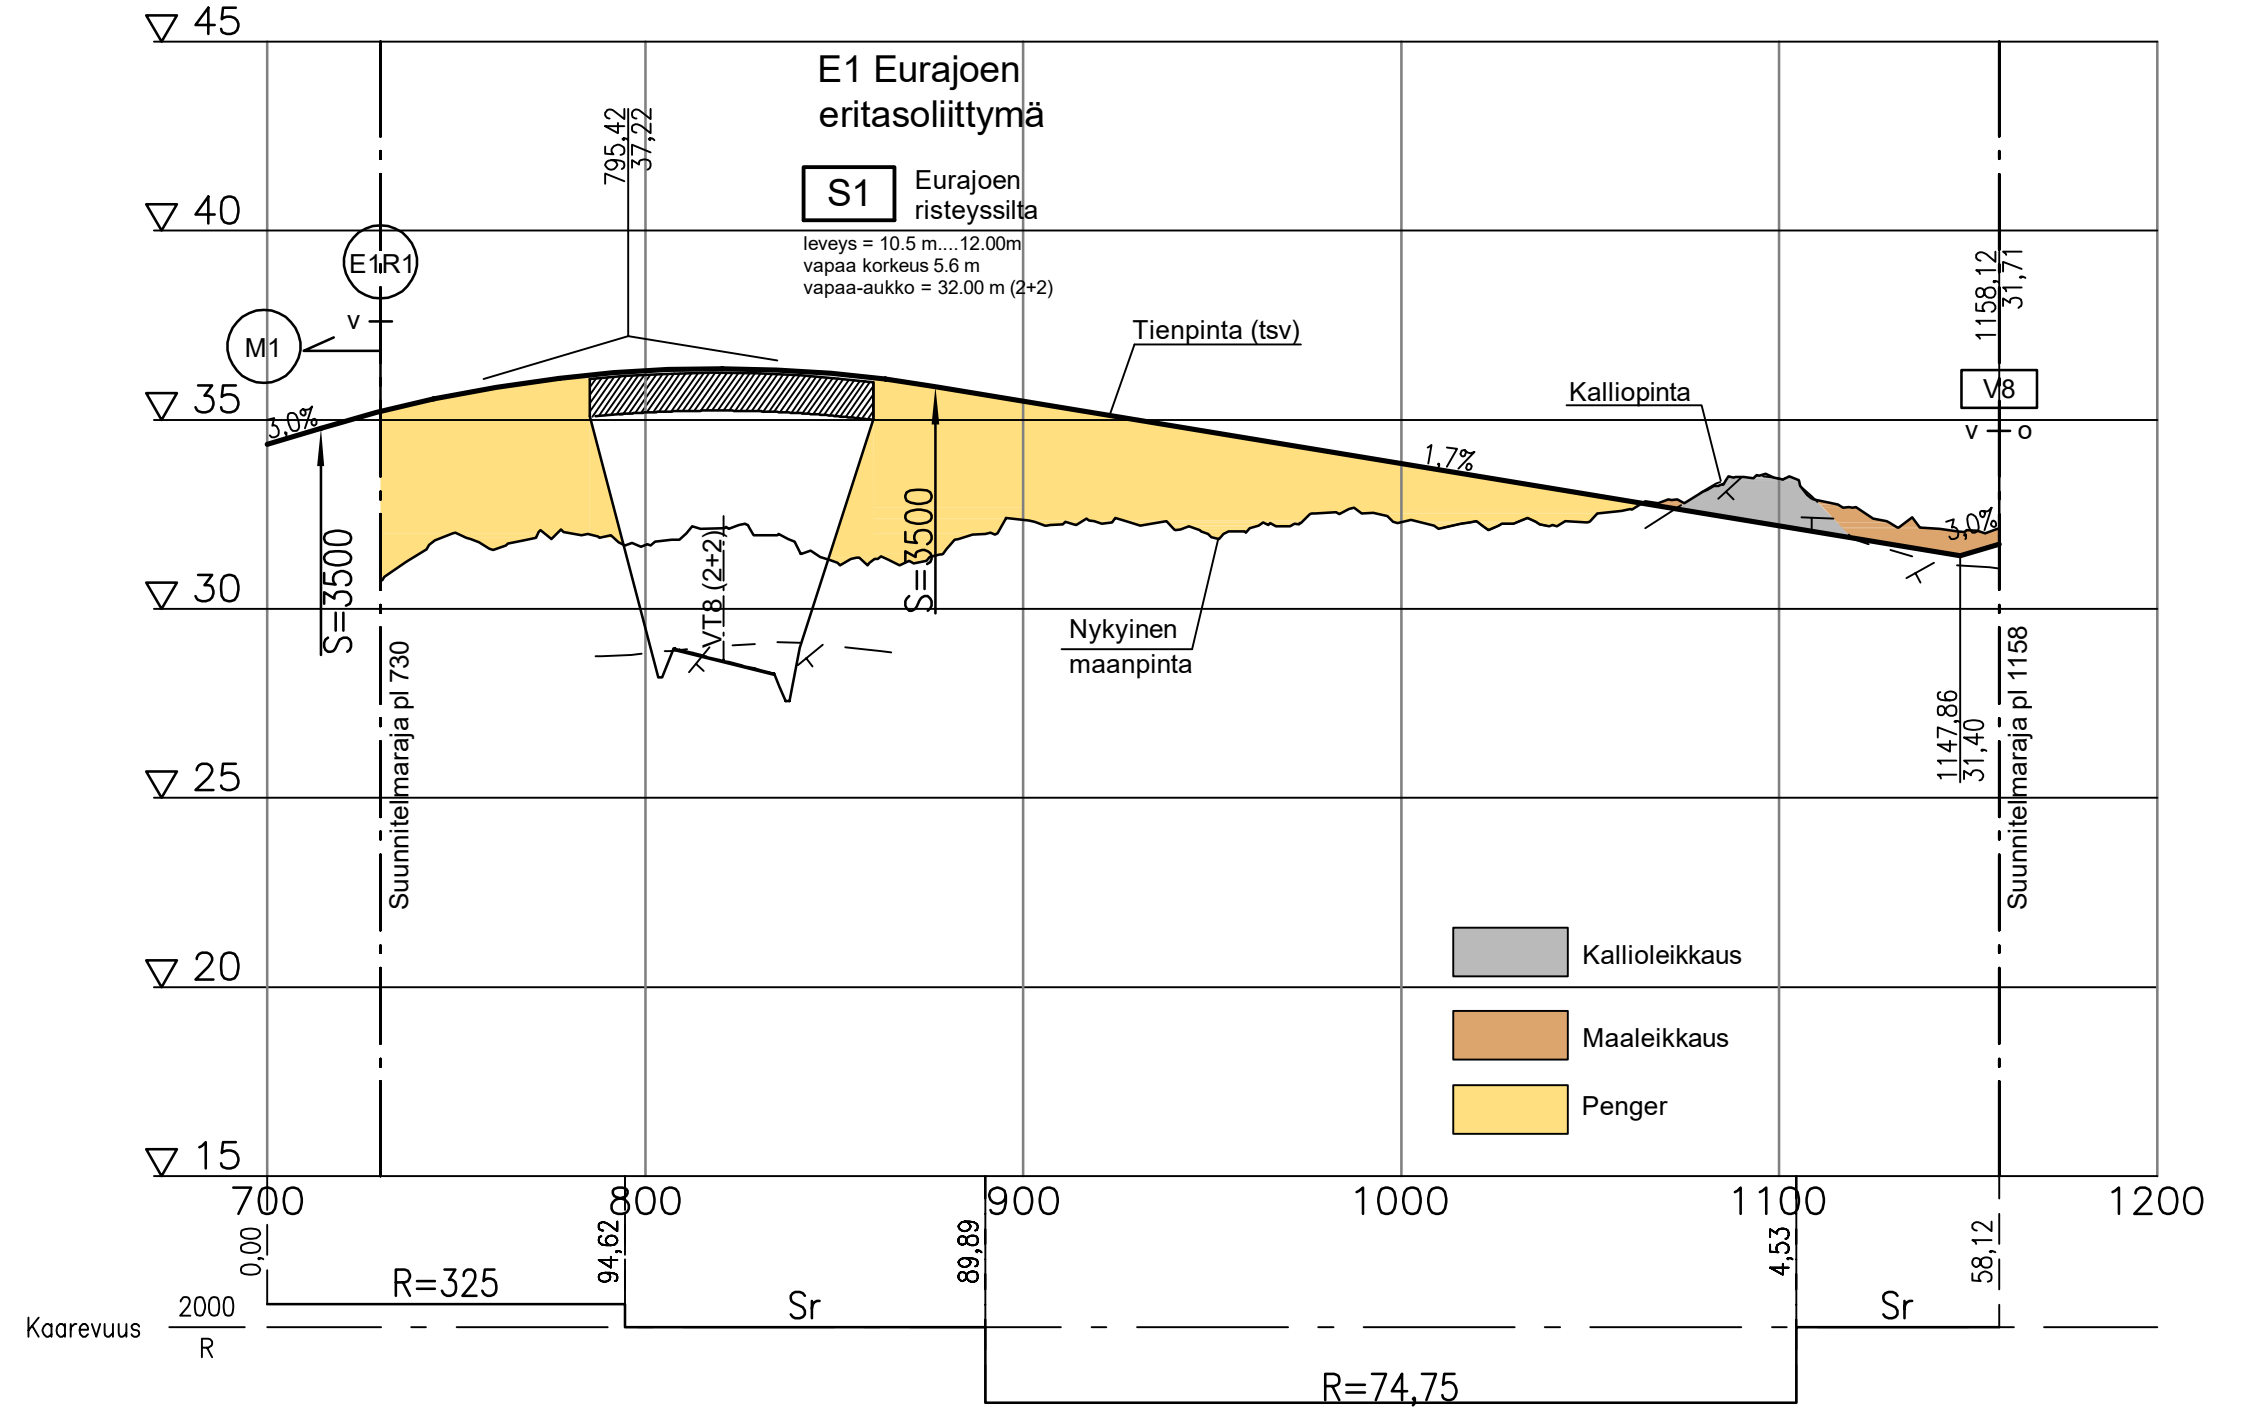 45
E1 Eurajoen
eritasoliittymä
795,42
37,22
S1
Eurajoen
risteyssilta
40
leveys = 10.5 m....12.00m
vapaa korkeus 5.6 m
vapaa-aukko = 32.00 m (2+2)
E1R1
v
M1
1158,12
31,71
Tienpinta (tsv)
Kalliopinta
V8
v
o
35
3,0%
1,7%
3,0%
S=3500
S=3500
VT8 (2+2)
30
Nykyinen
maanpinta
Suunnitelmaraja pl 730
Suunnitelmaraja pl 1158
1147,86
31,40
25
20
Kallioleikkaus
Maaleikkaus
Penger
15
700
800
900
1000
1100
1200
0,00
94,62
89,89
4,53
58,12
R=325
Sr
Sr
Kaarevuus
2000
R
R=74,75